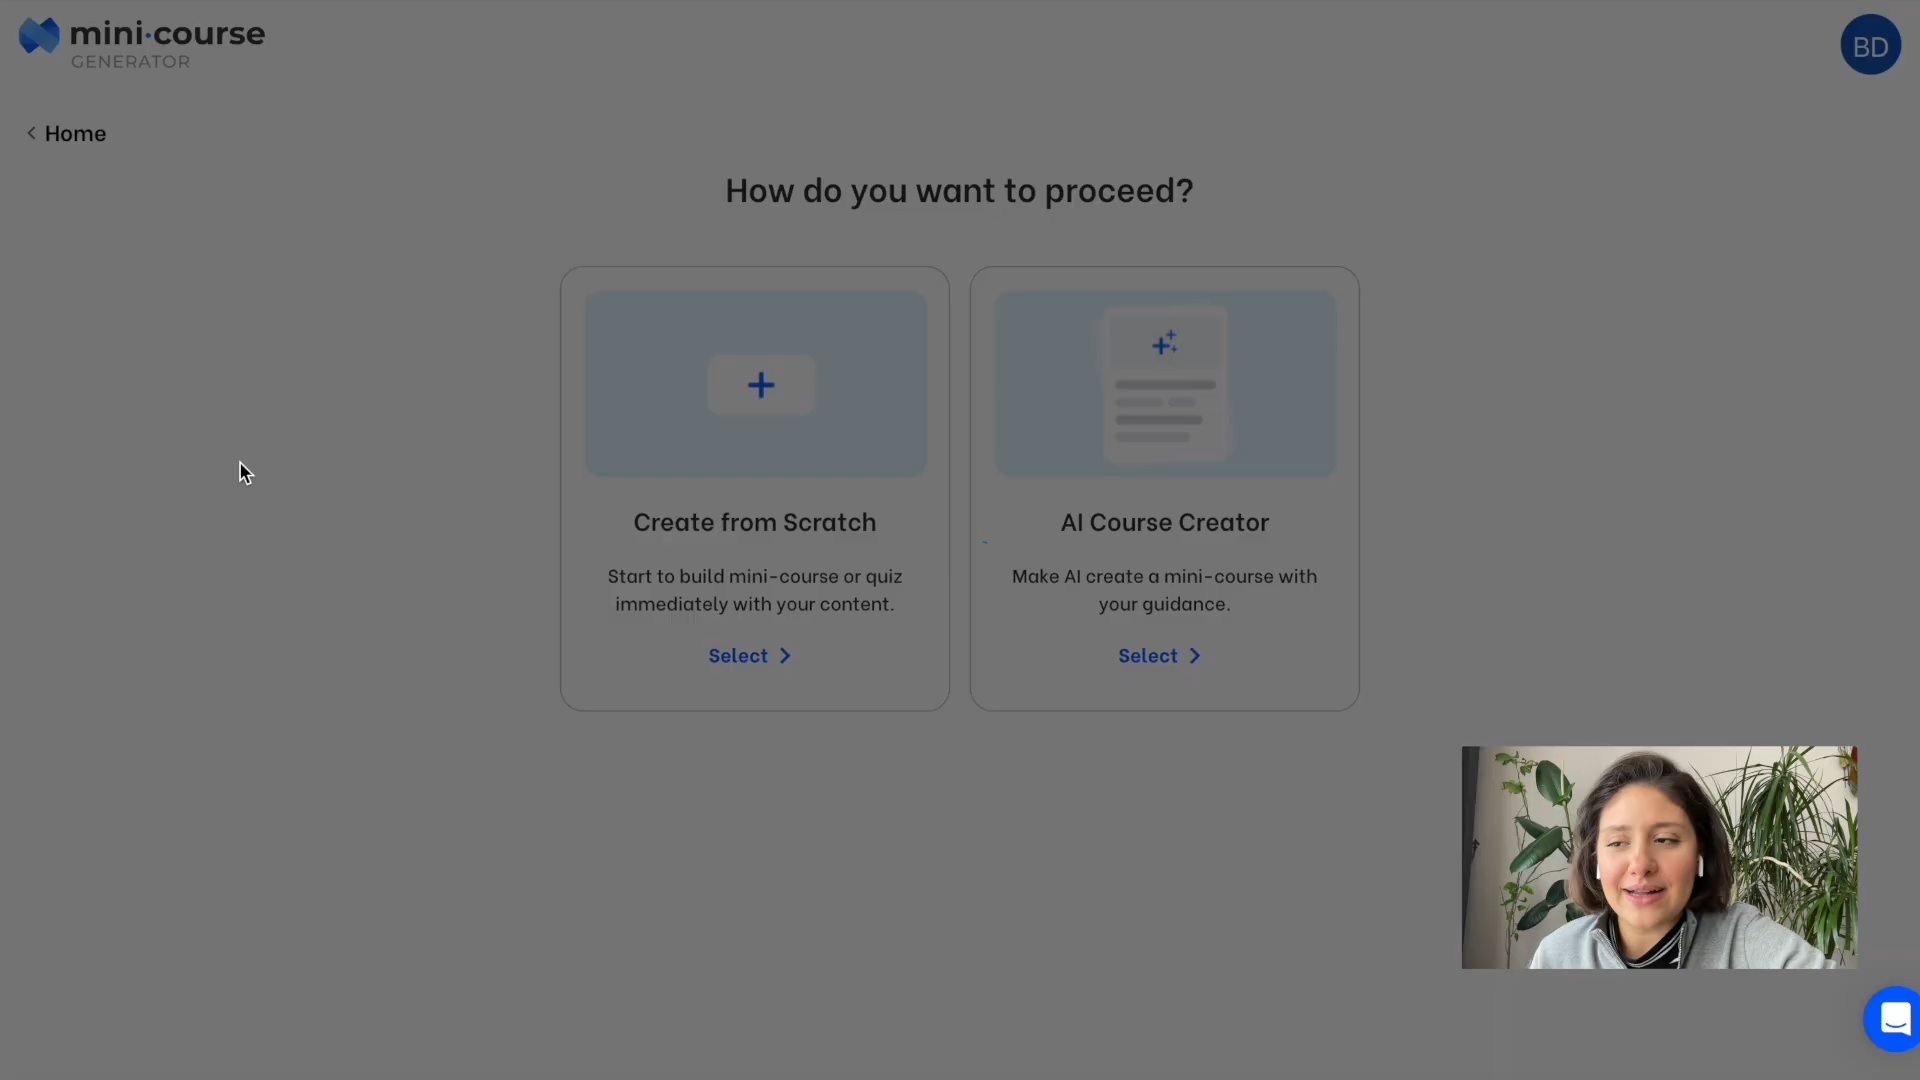 mini·course
GENERATOR
BD
Home
How do you want to proceed?
Create from Scratch
Start to build mini-course or quiz
immediately with your content.
Select
AI Course Creator
Make AI create a mini-course with
your guidance.
Select